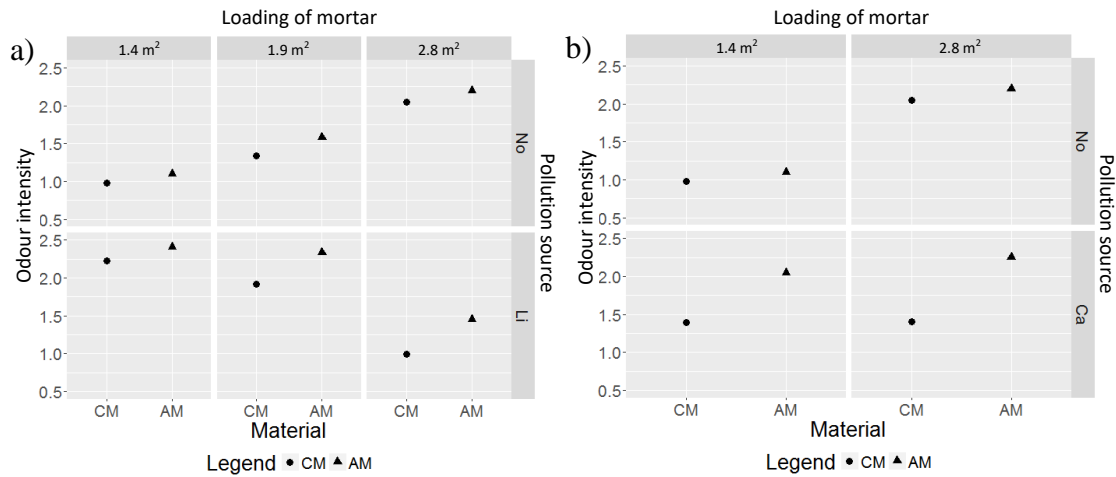 Loading of mortar
a)
1.4 m²
1.9 m²
2.8 m²
Odour intensity
2.5
2.0
1.5
1.0
0.5
No
2.5
2.0
1.5
1.0
0.5
Li
Pollution source
CM
AM
CM
AM
CM
AM
Material
Legend CM AM
Loading of mortar
b)
1.4 m²
2.8 m²
Odour intensity
2.5
2.0
1.5
1.0
0.5
No
2.5
2.0
1.5
1.0
0.5
Ca
Pollution source
CM
AM
CM
AM
Material
Legend CM AM